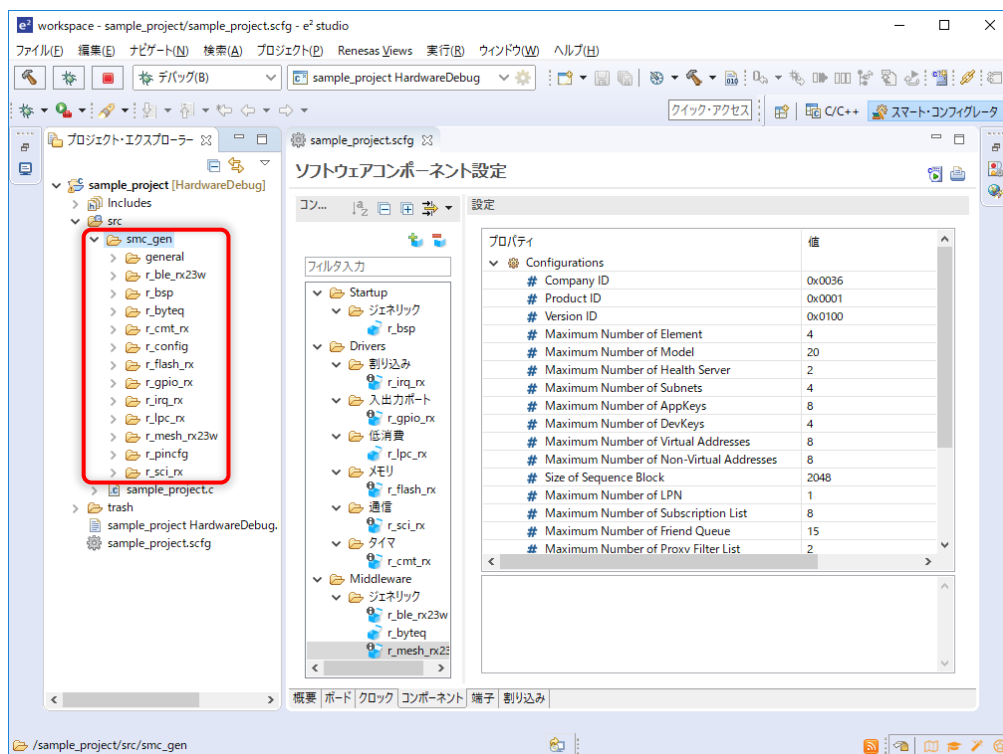 workspace - sample_project/sample_project.scfg - e² studio
ファイル(F) 編集(E) ナビゲート(N) 検索(A) プロジェクト(P) Renesas Views 実行(R) ウィンドウ(W) ヘルプ(H)
デバッグ(B) sample_project HardwareDebug
クイック・アクセス C/C++ スマート・コンフィグレータ
プロジェクト・エクスプローラー
sample_project [HardwareDebug]
Includes
src
smc_gen
general
r_ble_rx23w
r_bsp
r_byteq
r_cmt_rx
r_config
r_flash_rx
r_gpio_rx
r_irq_rx
r_lpc_rx
r_mesh_rx23w
r_pincfg
r_sci_rx
sample_project.c
trash
sample_project HardwareDebug.
sample_project.scfg
sample_project.scfg
ソフトウェアコンポーネント設定
コン...
フィルタ入力
Startup
ジェネリック
r_bsp
Drivers
割り込み
r_irq_rx
入出力ポート
r_gpio_rx
低消費
r_lpc_rx
メモリ
r_flash_rx
通信
r_sci_rx
タイマ
r_cmt_rx
Middleware
ジェネリック
r_ble_rx23w
r_byteq
r_mesh_rx23
設定
プロパティ 値
Configurations
# Company ID 0x0036
# Product ID 0x0001
# Version ID 0x0100
# Maximum Number of Element 4
# Maximum Number of Model 20
# Maximum Number of Health Server 2
# Maximum Number of Subnets 4
# Maximum Number of AppKeys 8
# Maximum Number of DevKeys 4
# Maximum Number of Virtual Addresses 8
# Maximum Number of Non-Virtual Addresses 8
# Size of Sequence Block 2048
# Maximum Number of LPN 1
# Maximum Number of Subscription List 8
# Maximum Number of Friend Queue 15
# Maximum Number of Proxy Filter List 2
概要 ボード クロック コンポーネント 端子 割り込み
/sample_project/src/smc_gen